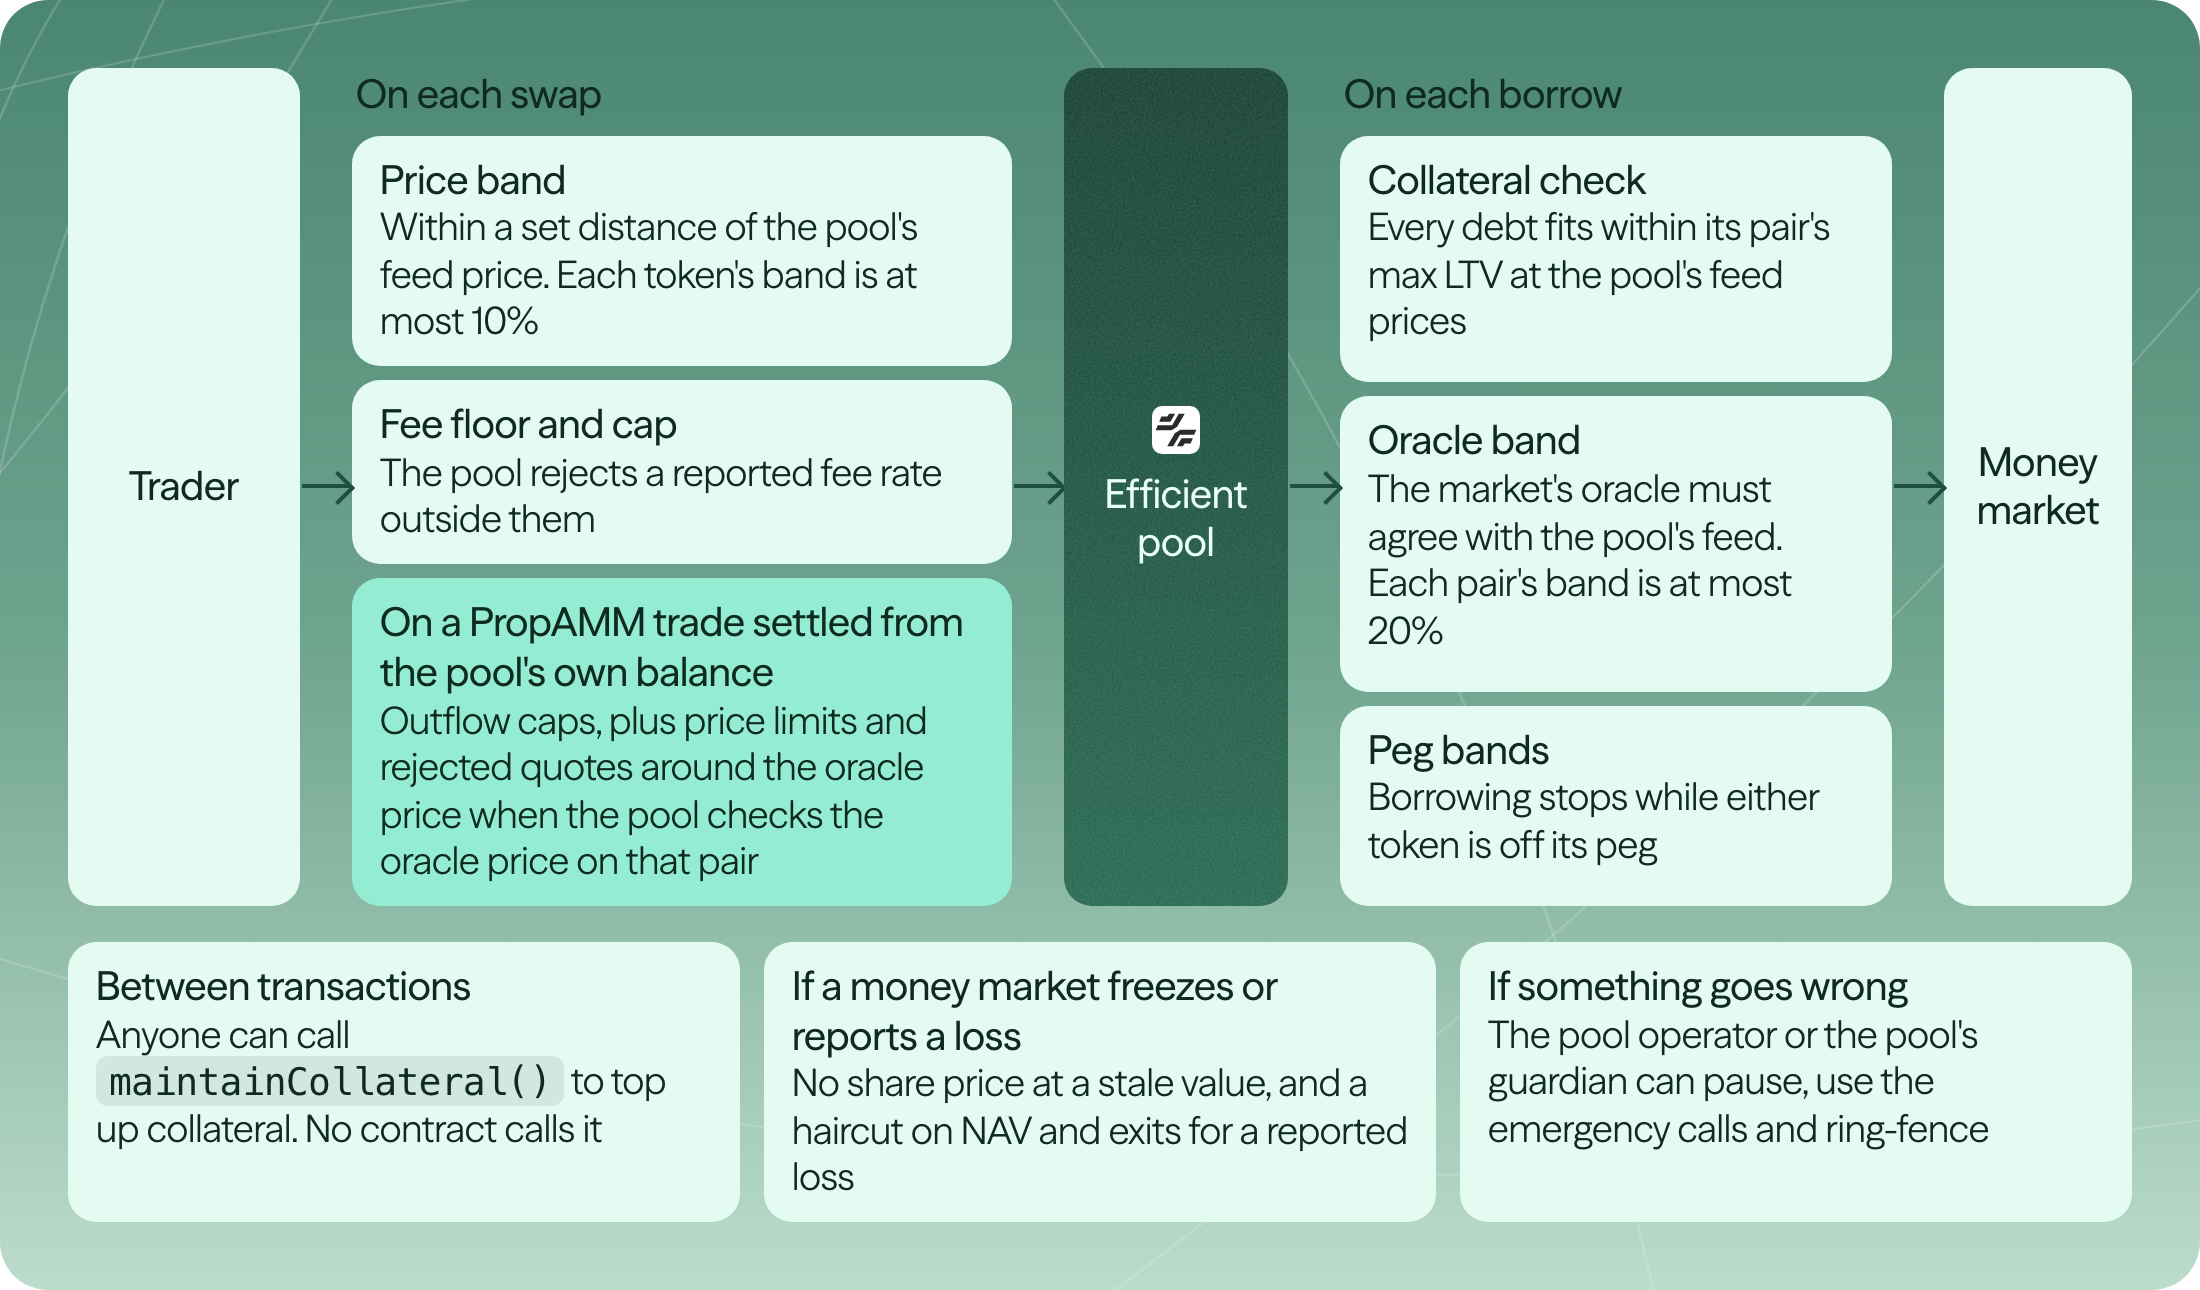 Trader
On each swap
Price band
Within a set distance of the pool's
feed price. Each token's band is at
most 10%
Fee floor and cap
The pool rejects a reported fee rate
outside them
On a PropAMM trade settled from
the pool's own balance
Outflow caps, plus price limits and
rejected quotes around the oracle
price when the pool checks the
oracle price on that pair
Efficient
pool
On each borrow
Collateral check
Every debt fits within its pair's
max LTV at the pool's feed
prices
Oracle band
The market's oracle must
agree with the pool's feed.
Each pair's band is at most
20%
Peg bands
Borrowing stops while either
token is off its peg
Money
market
Between transactions
Anyone can call
maintainCollateral() to top
up collateral. No contract calls it
If a money market freezes or
reports a loss
No share price at a stale value, and a
haircut on NAV and exits for a reported
loss
If something goes wrong
The pool operator or the pool's
guardian can pause, use the
emergency calls and ring-fence